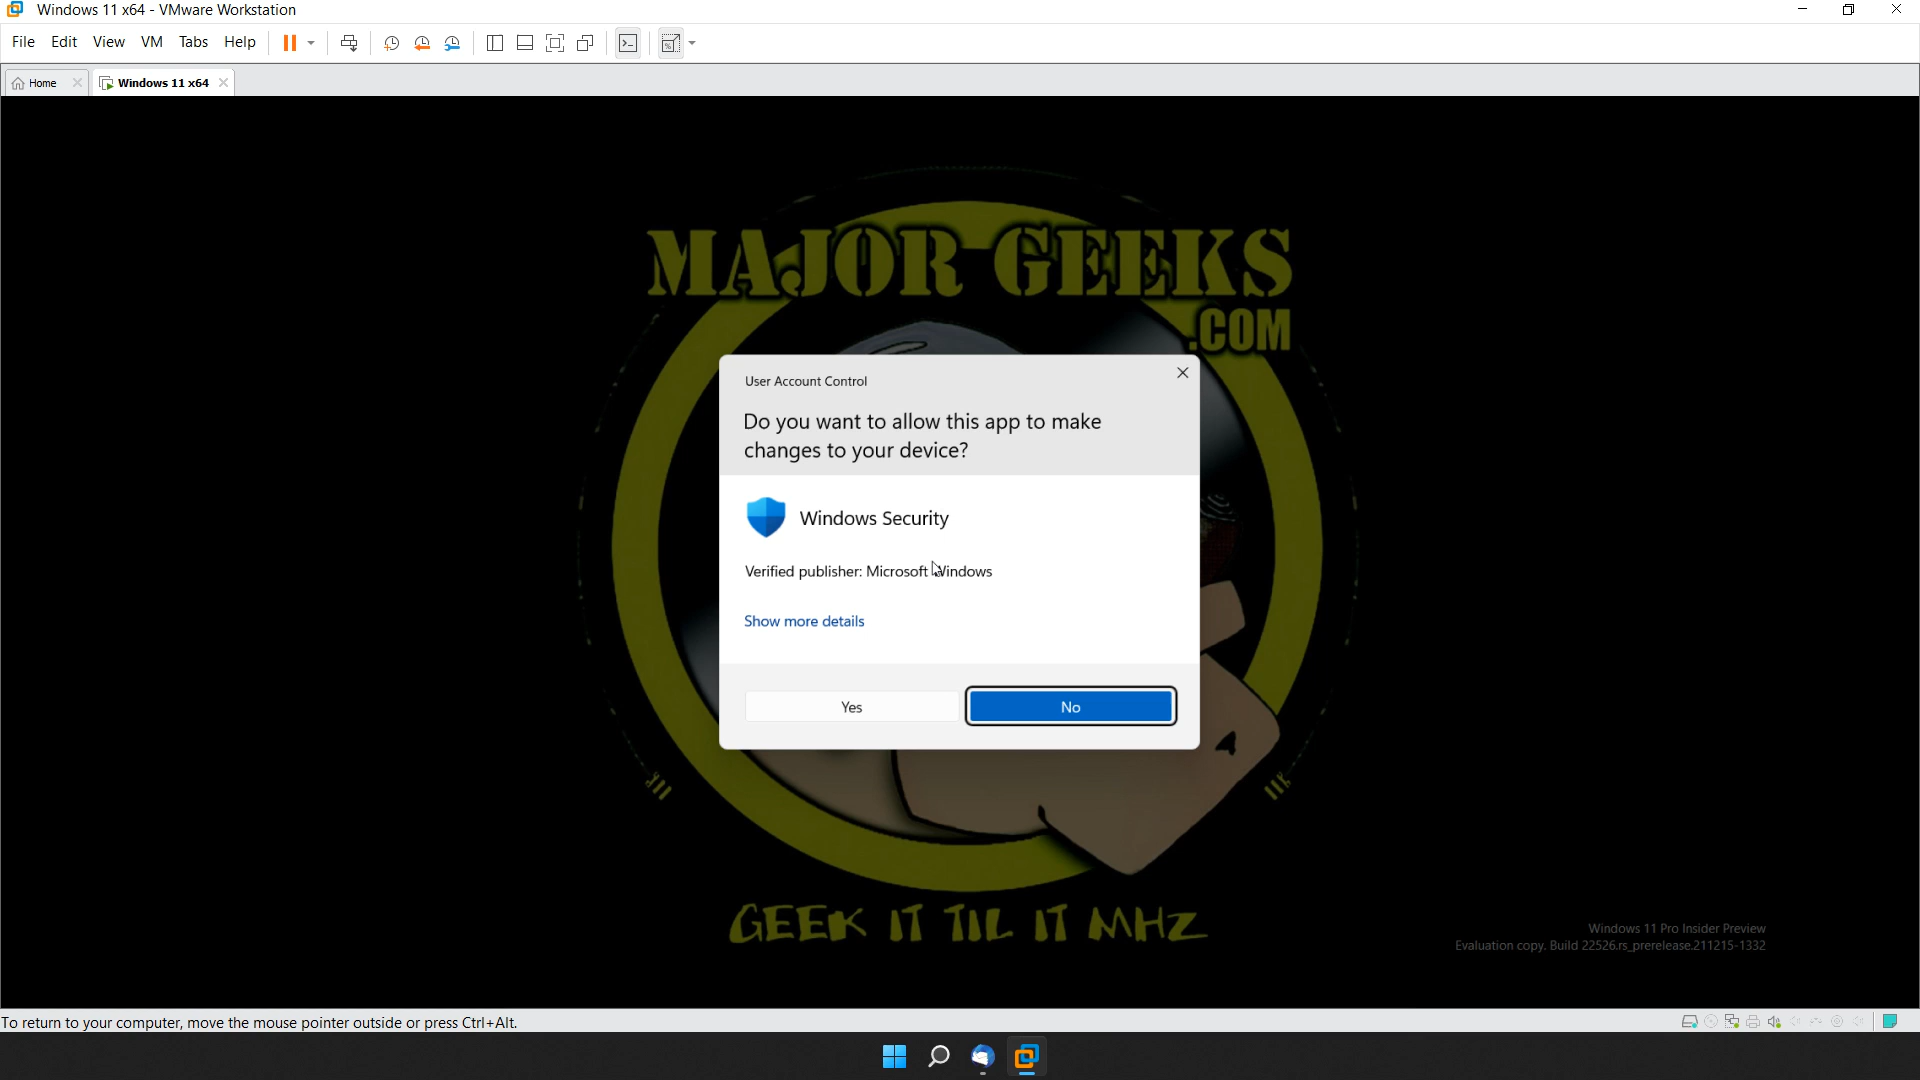 Windows 11 x64 - VMware Workstation
File Edit View VM Tabs Help
Home Windows 11 x64
MAJOR GEEKS
.COM
User Account Control
Do you want to allow this app to make
changes to your device?
Windows Security
Verified publisher: Microsoft Windows
Show more details
Yes No
GEEK IT TIL IT MHZ
Windows 11 Pro Insider Preview
Evaluation copy. Build 22526.rs_prerelease.211215-1332
To return to your computer, move the mouse pointer outside or press Ctrl+Alt.